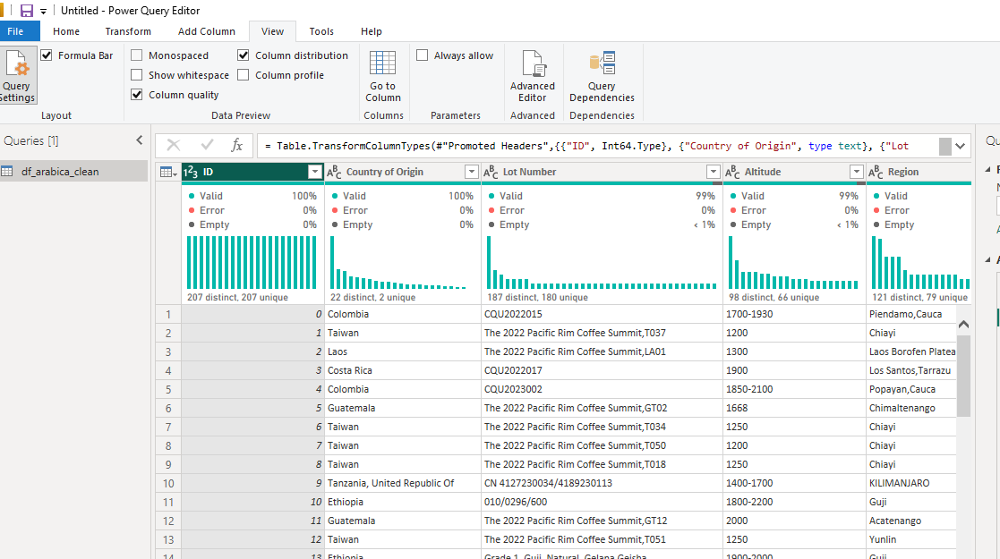 Untitled - Power Query Editor
File Home Transform Add Column View Tools Help
Formula Bar Monospaced Column distribution Always allow
Show whitespace Column profile
Column quality
Query Settings
Go to Column
Advanced Editor
Query Dependencies
Layout Data Preview Columns Parameters Advanced Dependencies
Queries [1]
df_arabica_clean
fx = Table.TransformColumnTypes(#"Promoted Headers",{{"ID", Int64.Type}, {"Country of Origin", type text}, {"Lot
Qu
1 2 3 ID A B C Country of Origin A B C Lot Number A B C Altitude A B C Region
Valid 100% Valid 100% Valid 99% Valid 99% Valid
Error 0% Error 0% Error 0% Error 0% Error
Empty 0% Empty 0% Empty < 1% Empty < 1% Empty
207 distinct, 207 unique 22 distinct, 2 unique 187 distinct, 180 unique 98 distinct, 66 unique 121 distinct, 79 unique
1 0 Colombia CQU2022015 1700-1930 Piendamo,Cauca
2 1 Taiwan The 2022 Pacific Rim Coffee Summit,T037 1200 Chiayi
3 2 Laos The 2022 Pacific Rim Coffee Summit,LA01 1300 Laos Borofen Platea
4 3 Costa Rica CQU2022017 1900 Los Santos,Tarrazu
5 4 Colombia CQU2023002 1850-2100 Popayan,Cauca
6 5 Guatemala The 2022 Pacific Rim Coffee Summit,GT02 1668 Chimaltenango
7 6 Taiwan The 2022 Pacific Rim Coffee Summit,T034 1250 Chiayi
8 7 Taiwan The 2022 Pacific Rim Coffee Summit,T050 1200 Chiayi
9 8 Taiwan The 2022 Pacific Rim Coffee Summit,T018 1250 Chiayi
10 9 Tanzania, United Republic Of CN 4127230034/4189230113 1400-1700 KILIMANJARO
11 10 Ethiopia 010/0296/600 1800-2200 Guji
12 11 Guatemala The 2022 Pacific Rim Coffee Summit,GT12 2000 Acatenango
13 12 Taiwan The 2022 Pacific Rim Coffee Summit,T051 1250 Yunlin
14 13 Ethiopia Grade 1, Guji, Natural, Gelana Geisha 1900-2000 Guji